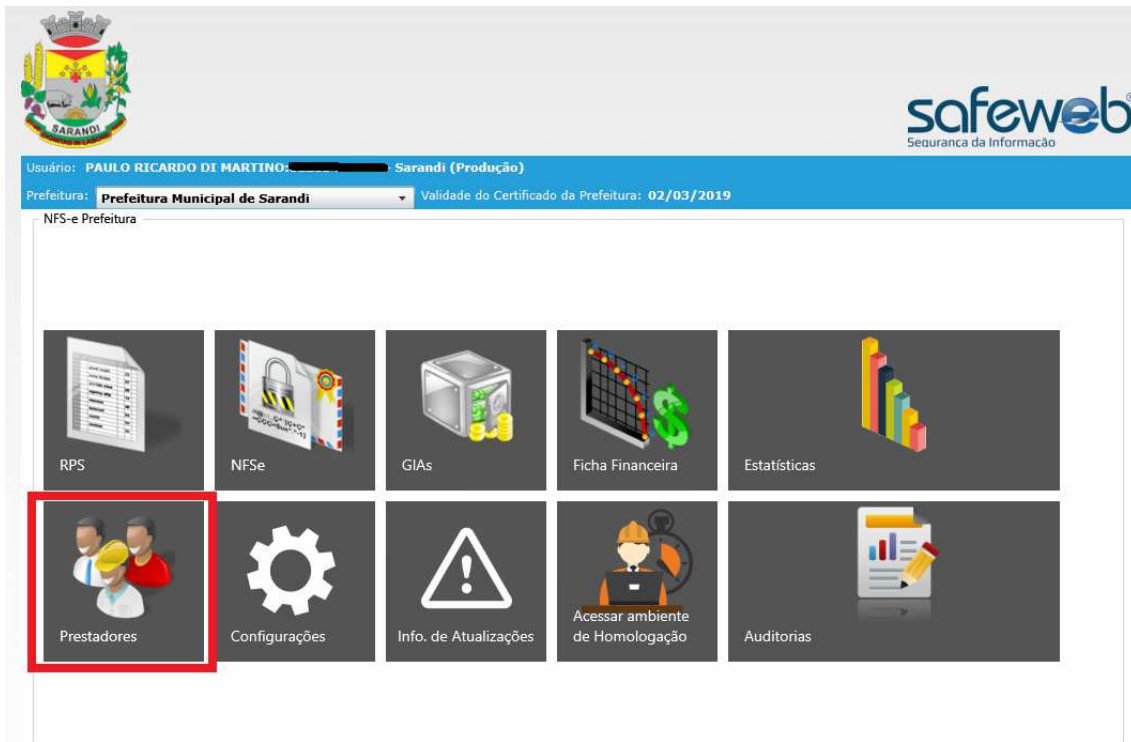 SARANDI
safeweb®
Segurança da Informação
Usuário: PAULO RICARDO DI MARTINO: Sarandi (Produção)
Prefeitura: Prefeitura Municipal de Sarandi Validade do Certificado da Prefeitura: 02/03/2019
NFS-e Prefeitura
RPS
NFSe
GIAs
Ficha Financeira
Estatísticas
Prestadores
Configurações
Info. de Atualizações
Acessar ambiente
de Homologação
Auditorias